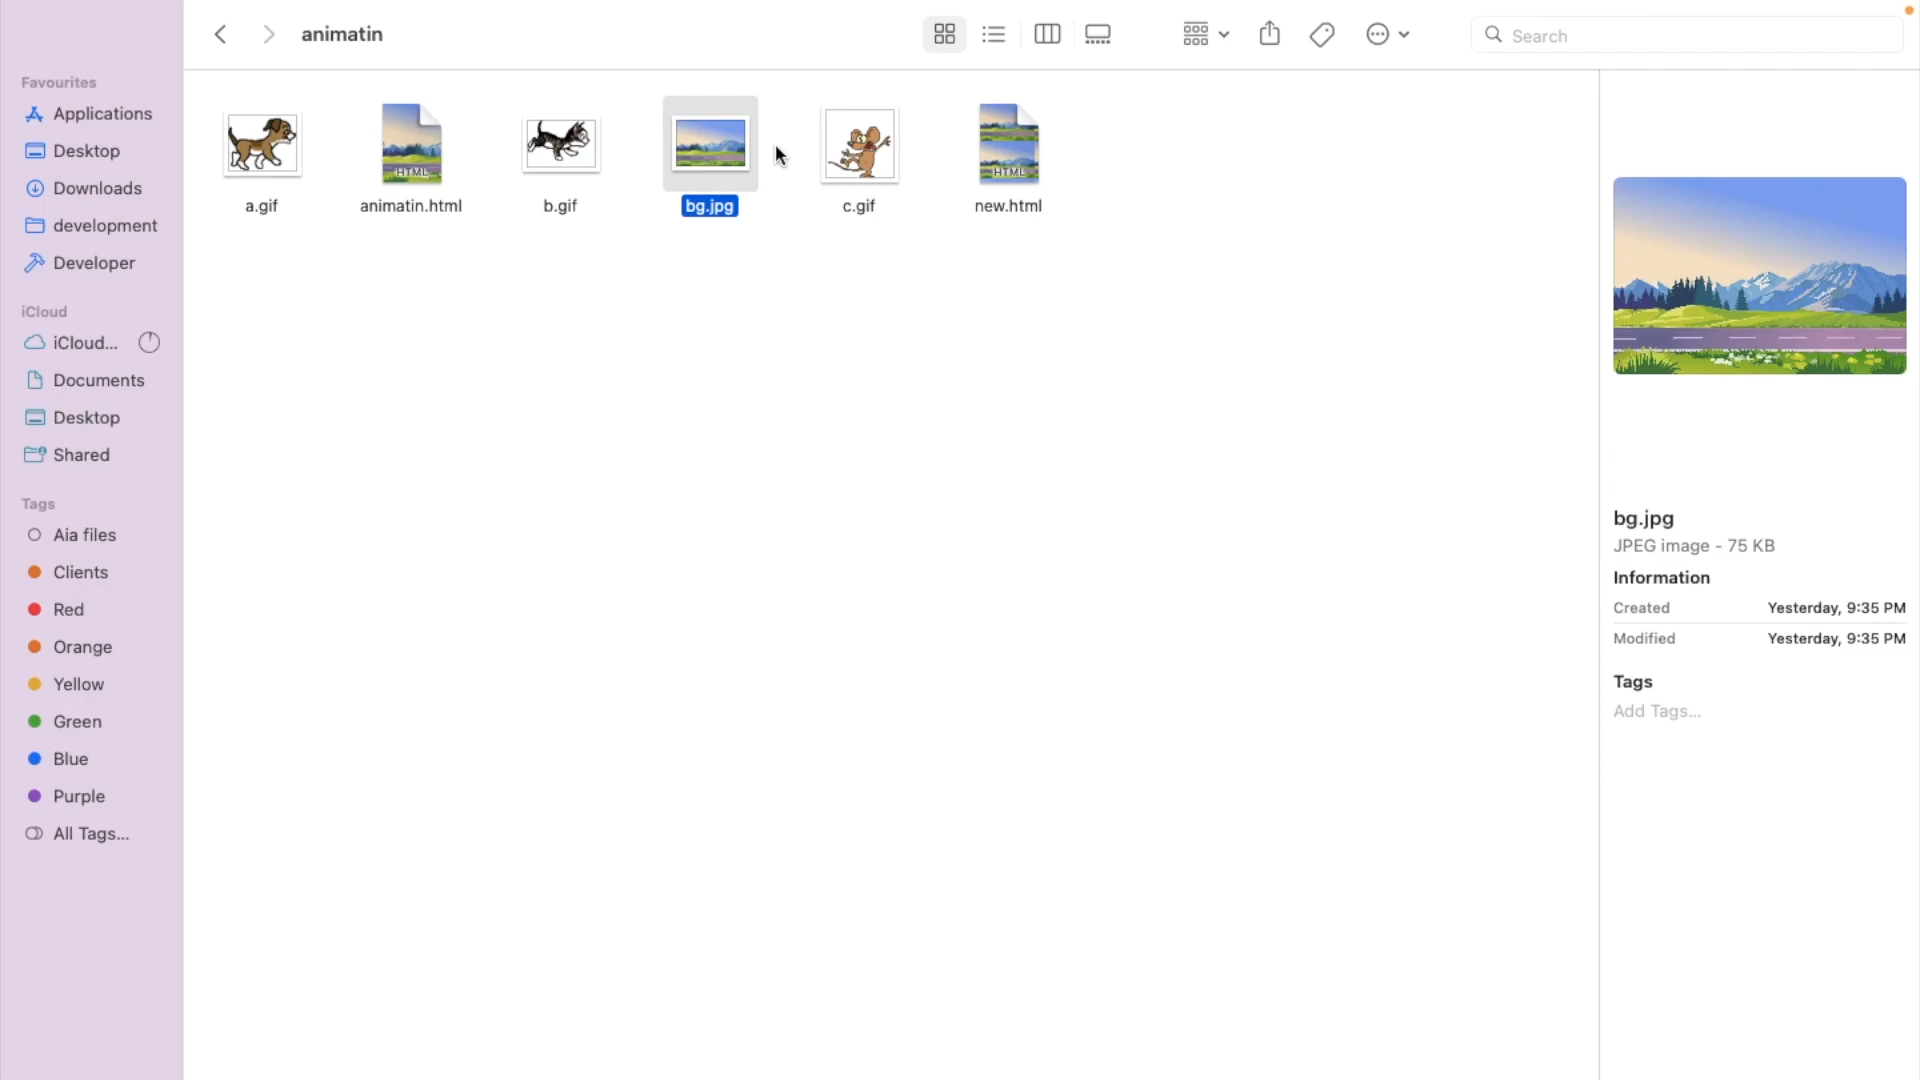 animatin
Search
Favourites
Applications
Desktop
Downloads
development
Developer
iCloud
iCloud...
Documents
Desktop
Shared
Tags
Aia files
Clients
Red
Orange
Yellow
Green
Blue
Purple
All Tags...
HTML
HTML
a.gif
animatin.html
b.gif
bg.jpg
c.gif
new.html
bg.jpg
JPEG image - 75 KB
Information
Created Yesterday, 9:35 PM
Modified Yesterday, 9:35 PM
Tags
Add Tags...